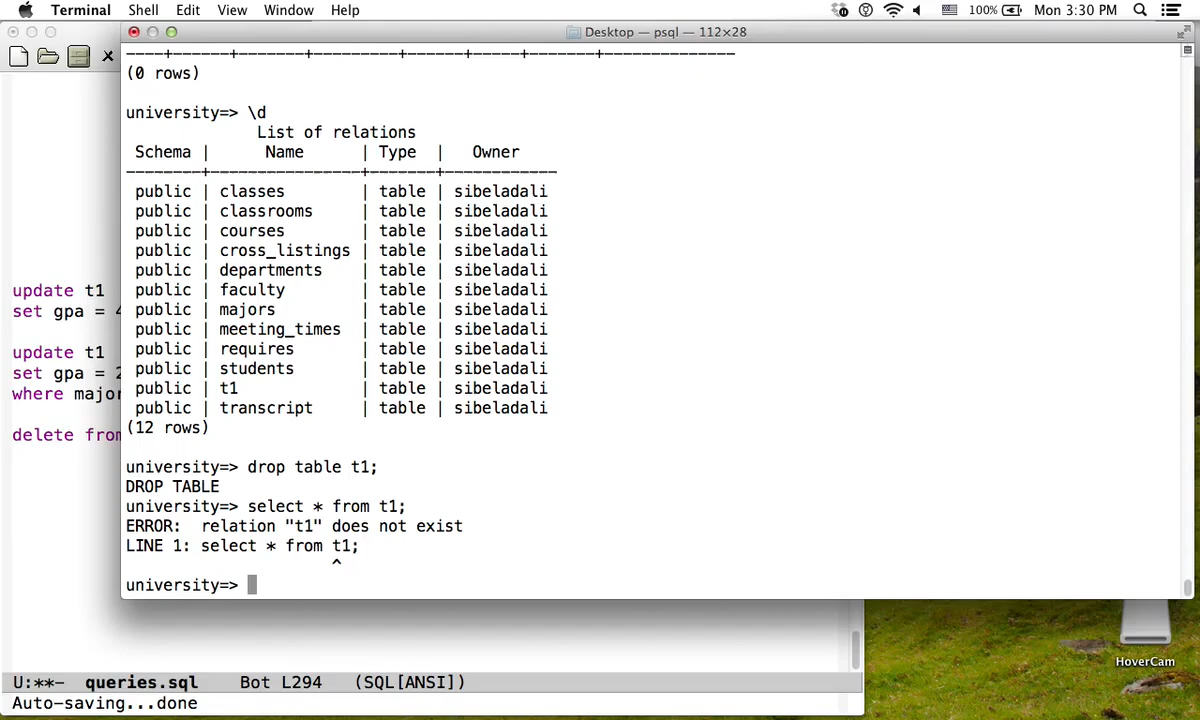 Terminal Shell Edit View Window Help 100% Mon 3:30 PM
Desktop — psql — 112×28
----+------+-------+---------+------+-----+-------+--------------
(0 rows)
university=> \d
List of relations
Schema | Name | Type | Owner
--------+----------------+-------+------------
public | classes | table | sibeladali
public | classrooms | table | sibeladali
public | courses | table | sibeladali
public | cross_listings | table | sibeladali
public | departments | table | sibeladali
public | faculty | table | sibeladali
public | majors | table | sibeladali
public | meeting_times | table | sibeladali
public | requires | table | sibeladali
public | students | table | sibeladali
public | t1 | table | sibeladali
public | transcript | table | sibeladali
(12 rows)
university=> drop table t1;
DROP TABLE
university=> select * from t1;
ERROR: relation "t1" does not exist
LINE 1: select * from t1;
^
university=>
update t1
set gpa = 4
update t1
set gpa = 2
where major
delete from
HoverCam
U:**- queries.sql Bot L294 (SQL[ANSI])
Auto-saving...done